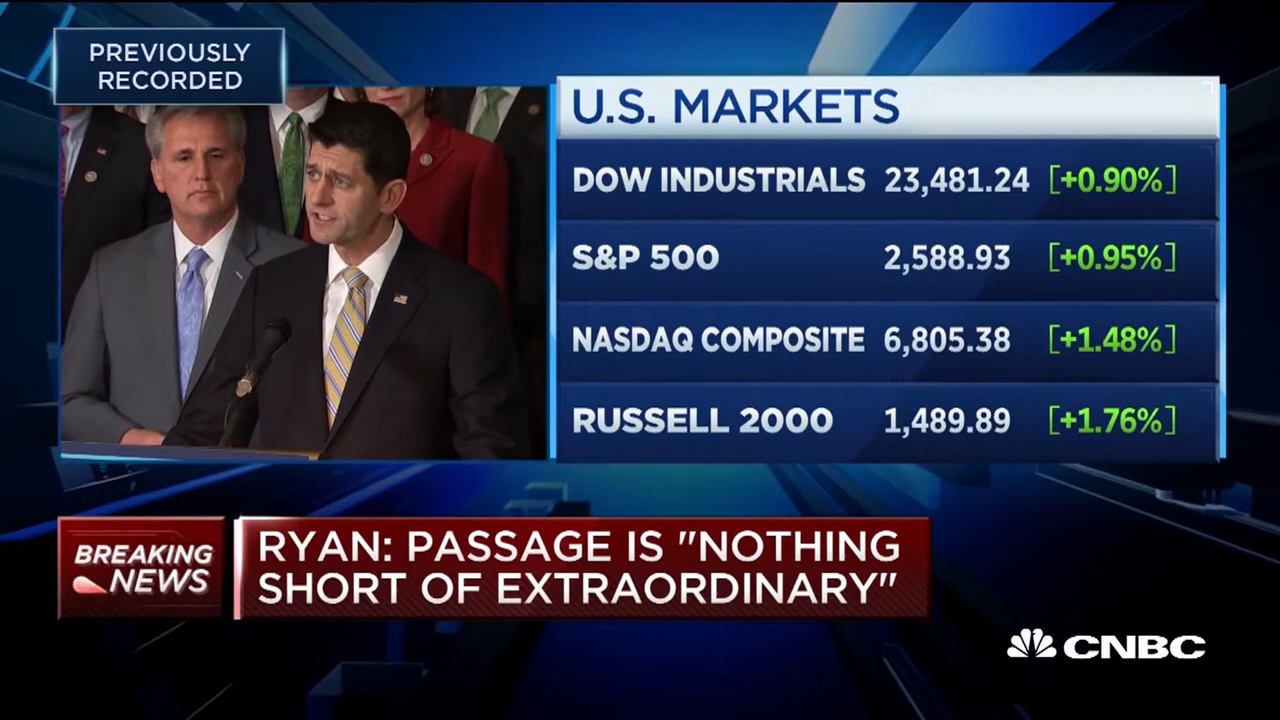 PREVIOUSLY
RECORDED
U.S. MARKETS
DOW INDUSTRIALS 23,481.24 [+0.90%]
S&P 500 2,588.93 [+0.95%]
NASDAQ COMPOSITE 6,805.38 [+1.48%]
RUSSELL 2000 1,489.89 [+1.76%]
BREAKING
NEWS
RYAN: PASSAGE IS "NOTHING
SHORT OF EXTRAORDINARY"
CNBC